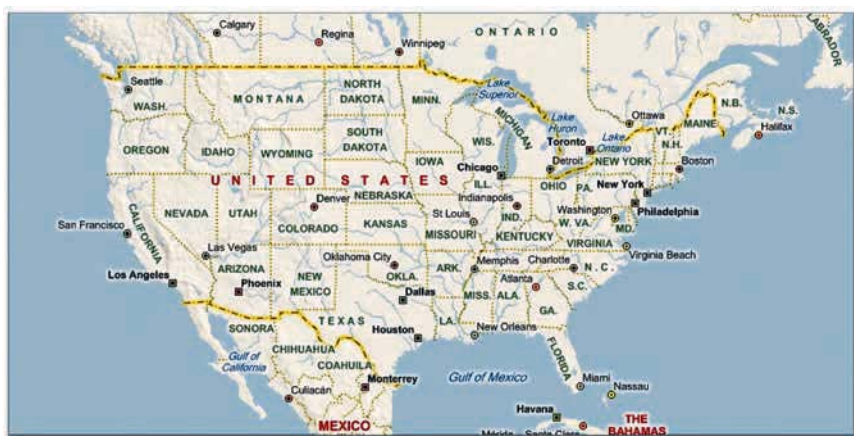 Calgary
Regina
Winnipeg
ONTARIO
LABRADOR
Seattle
WASH.
MONTANA
NORTH
DAKOTA
MINN.
Lake
Superior
Ottawa
N.B.
N.S.
Halifax
MAINE
VT.
N.H.
Lake
Huron
MICHIGAN
Toronto
Lake
Ontario
OREGON
IDAHO
WYOMING
SOUTH
DAKOTA
WIS.
IOWA
Chicago
Detroit
NEW YORK
Boston
UNITED STATES
NEBRASKA
ILL.
Indianapolis
IND.
OHIO
PA.
New York
Philadelphia
San Francisco
CALIFORNIA
NEVADA
UTAH
Denver
COLORADO
KANSAS
St Louis
MISSOURI
KENTUCKY
W. VA.
Washington
MD.
VIRGINIA
Virginia Beach
Las Vegas
Los Angeles
ARIZONA
Phoenix
NEW
MEXICO
Oklahoma City
OKLA.
ARK.
Memphis
Charlotte
N. C.
S.C.
Atlanta
Dallas
MISS.
ALA.
GA.
TEXAS
Houston
LA.
New Orleans
FLORIDA
SONORA
CHIHUAHUA
COAHUILA
Gulf of
California
Culiacán
Monterrey
Gulf of Mexico
Miami
Nassau
Havana
MEXICO
Mérida
Santa Clara
THE
BAHAMAS